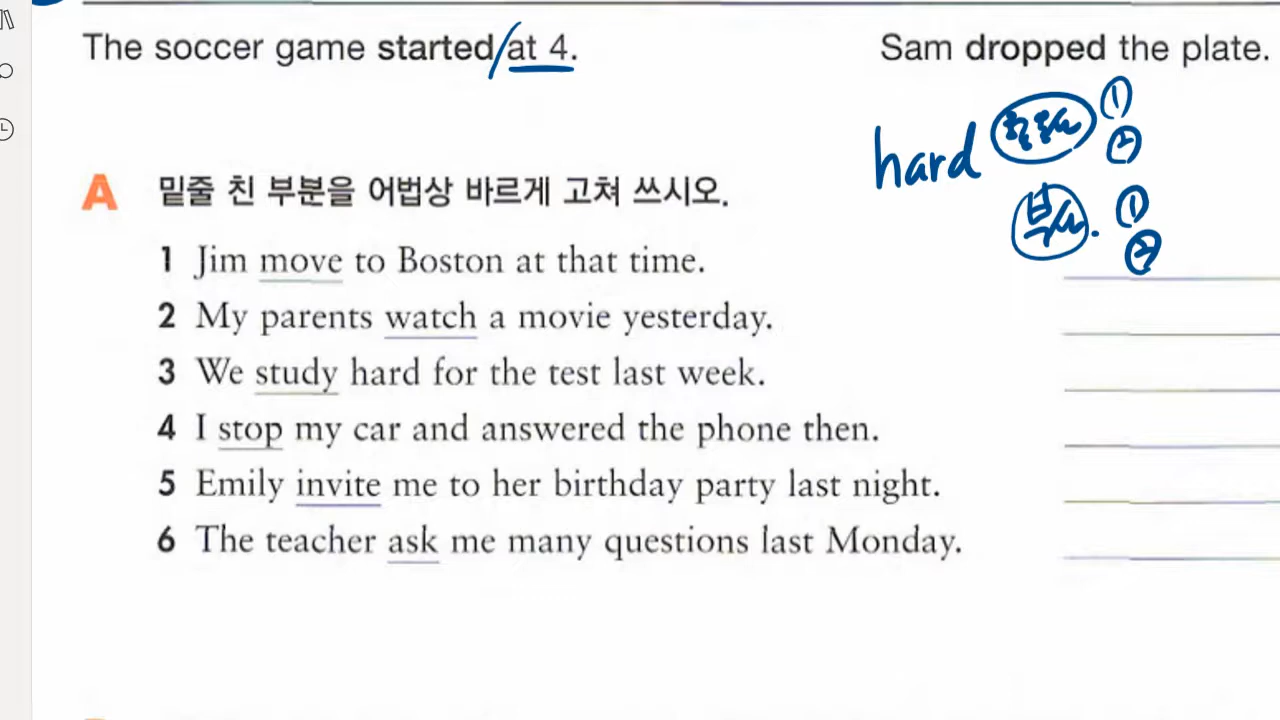 The soccer game started/at 4.
Sam dropped the plate.
hard ① ②
부사. ① ②
A 밑줄 친 부분을 어법상 바르게 고쳐 쓰시오.
1 Jim move to Boston at that time.
2 My parents watch a movie yesterday.
3 We study hard for the test last week.
4 I stop my car and answered the phone then.
5 Emily invite me to her birthday party last night.
6 The teacher ask me many questions last Monday.